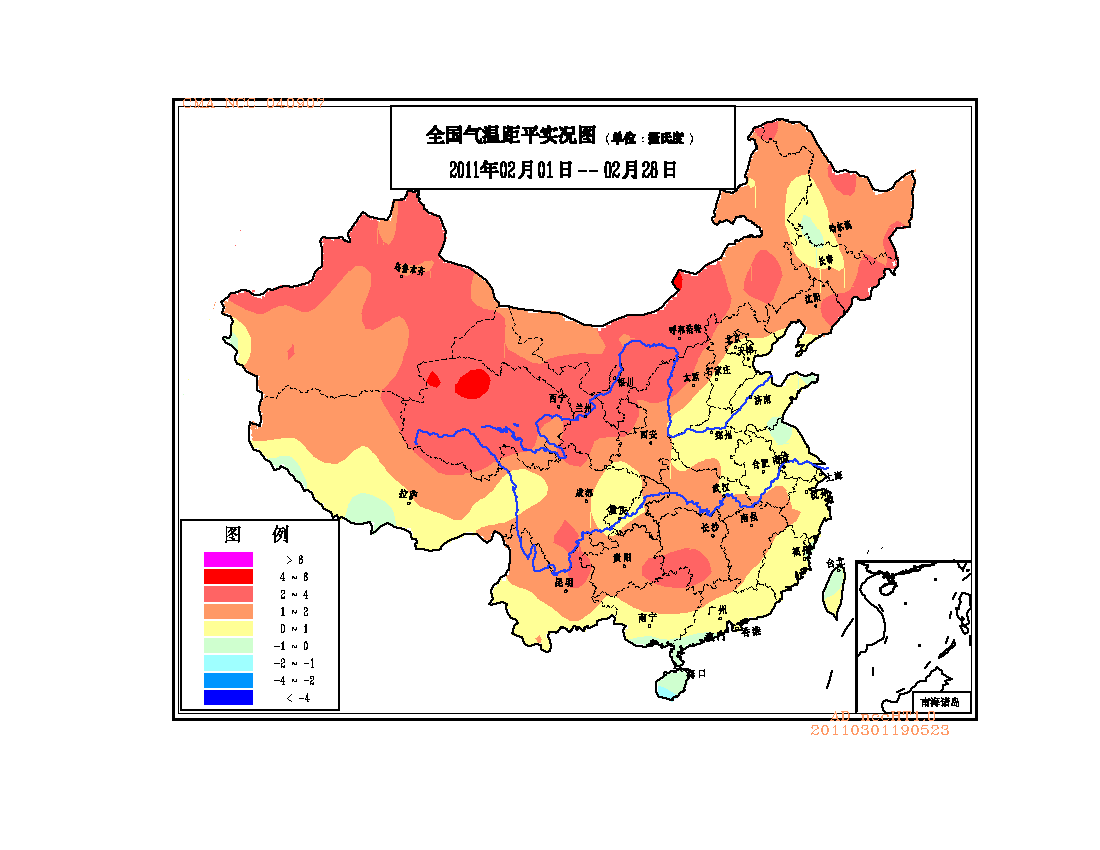 CMA NCC 040902
全国气温距平实况图（单位：摄氏度）
2011年02月01日 -- 02月28日
哈尔滨
长春
乌鲁木齐
沈阳
呼和浩特
北京
天津
石家庄
太原
银川
济南
西宁
兰州
西安
郑州
合肥
南京
上海
拉萨
成都
武汉
杭州
重庆
南昌
长沙
贵阳
福州
台北
昆明
广州
南宁
澳门
香港
海口
图 例
> 6
4 ~ 6
2 ~ 4
1 ~ 2
0 ~ 1
-1 ~ 0
-2 ~ -1
-4 ~ -2
< -4
南海诸岛
20110301190523